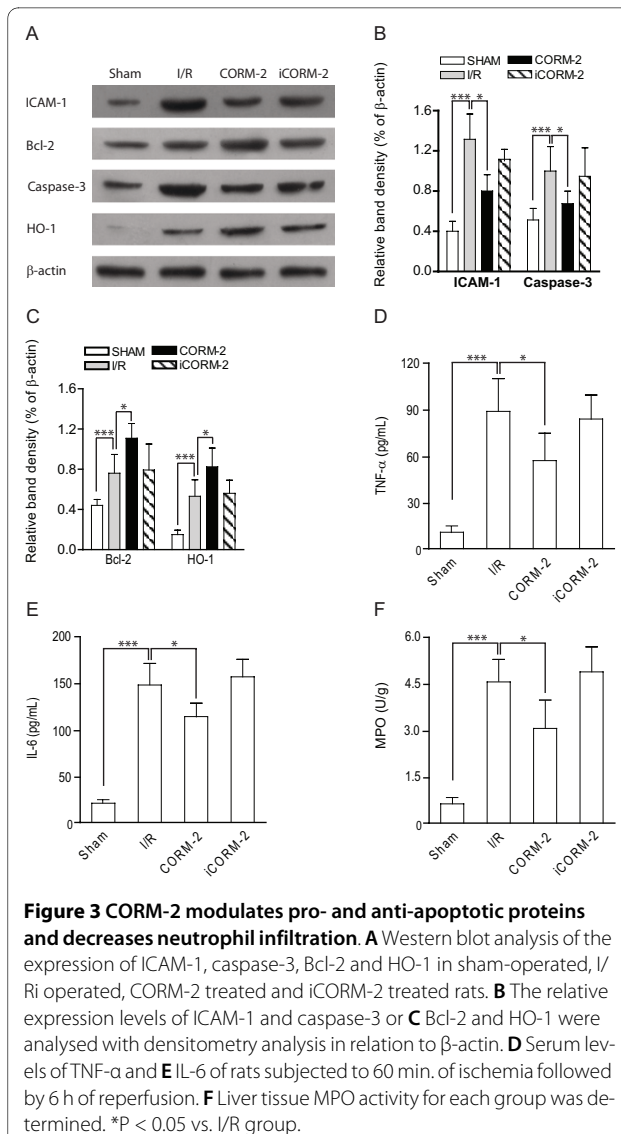 A
Sham I/R CORM-2 iCORM-2
ICAM-1
Bcl-2
Caspase-3
HO-1
β-actin
B
SHAM CORM-2
I/R iCORM-2
Relative band density (% of β-actin)
1.6
1.2
0.8
0.4
0.0
*** *
*** *
ICAM-1 Caspase-3
C
SHAM CORM-2
I/R iCORM-2
Relative band density (% of β-actin)
1.6
1.2
0.8
0.4
0.0
*** *
*** *
Bcl-2 HO-1
D
TNF-α (pg/mL)
120
90
60
30
0
*** *
Sham I/R CORM-2 iCORM-2
E
IL-6 (pg/mL)
200
150
100
50
0
*** *
Sham I/R CORM-2 iCORM-2
F
MPO (U/g)
6.0
4.5
3.0
1.5
0
*** *
Sham I/R CORM-2 iCORM-2
Figure 3 CORM-2 modulates pro- and anti-apoptotic proteins
and decreases neutrophil infiltration. A Western blot analysis of the
expression of ICAM-1, caspase-3, Bcl-2 and HO-1 in sham-operated, I/
Ri operated, CORM-2 treated and iCORM-2 treated rats. B The relative
expression levels of ICAM-1 and caspase-3 or C Bcl-2 and HO-1 were
analysed with densitometry analysis in relation to β-actin. D Serum lev-
els of TNF-α and E IL-6 of rats subjected to 60 min. of ischemia followed
by 6 h of reperfusion. F Liver tissue MPO activity for each group was de-
termined. *P < 0.05 vs. I/R group.